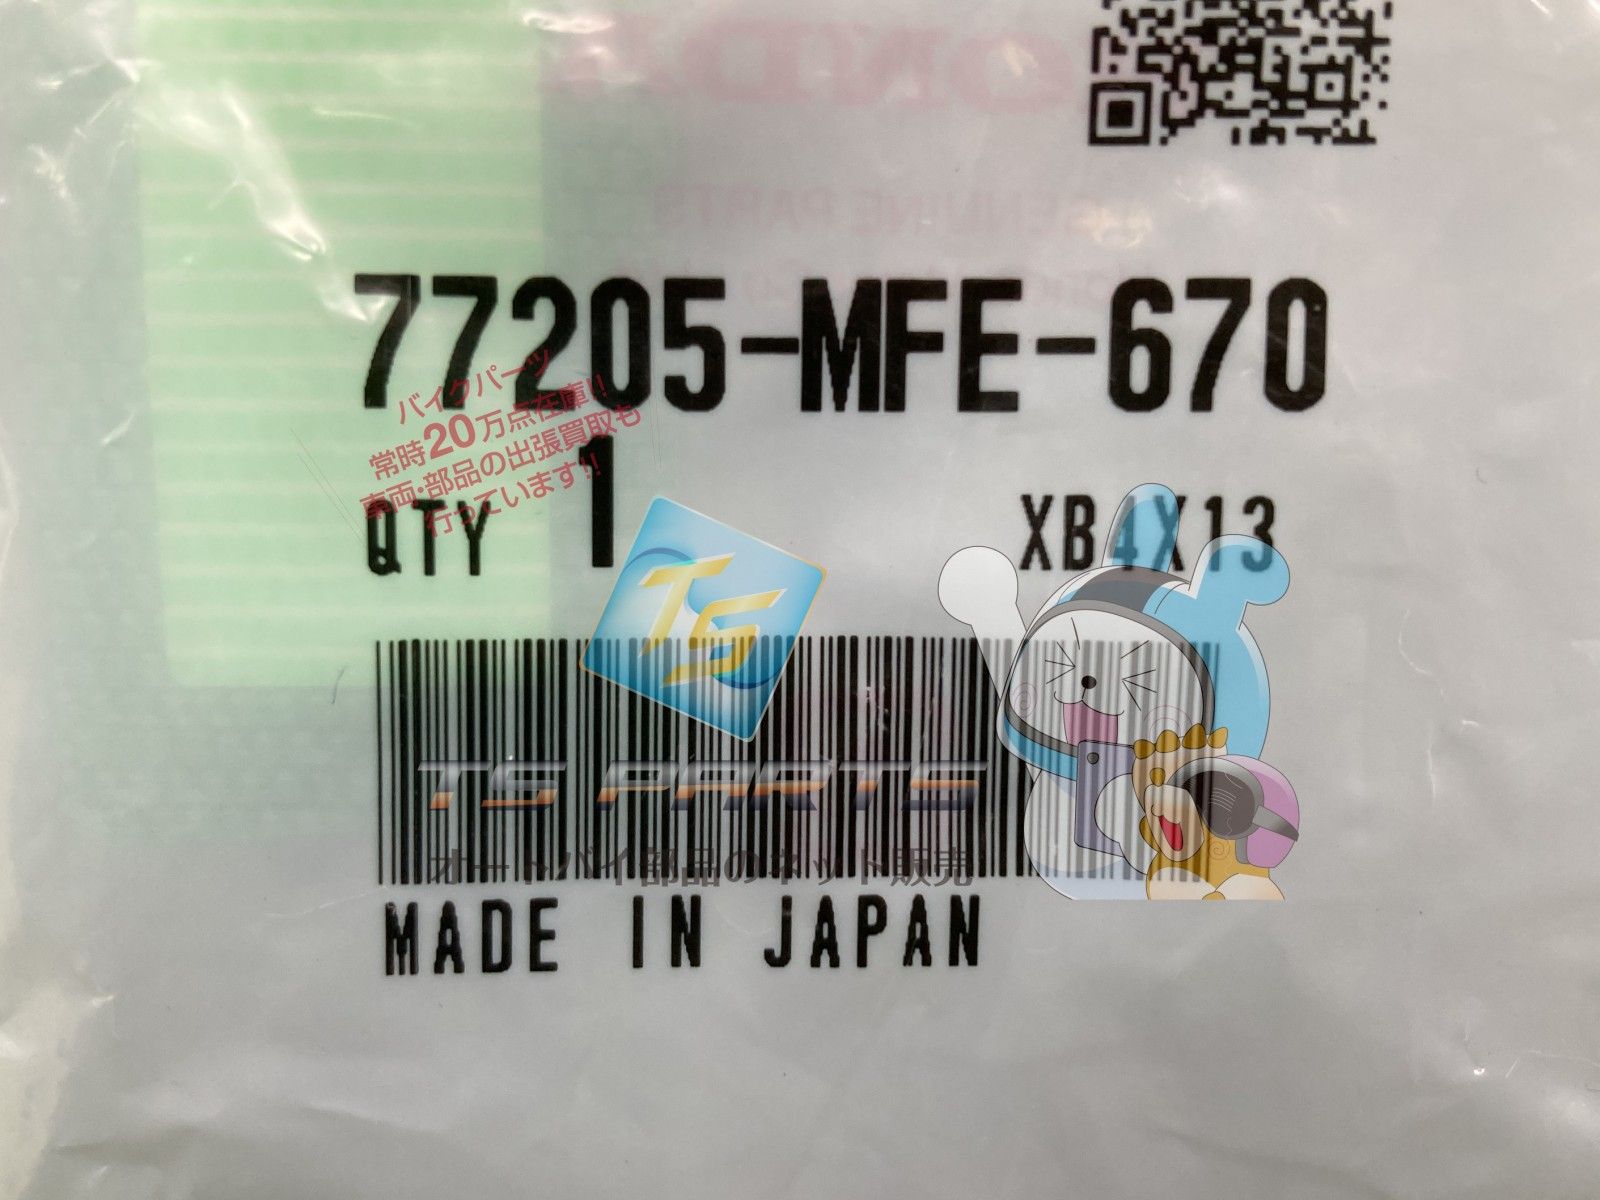 77205-MFE-670
バイクパーツ
常時20万点在庫!!
車両・部品の出張買取も
行っています!!
QTY 1 XB4X13
TS
TS PARTS
オートバイ部品のネット販売
MADE IN JAPAN